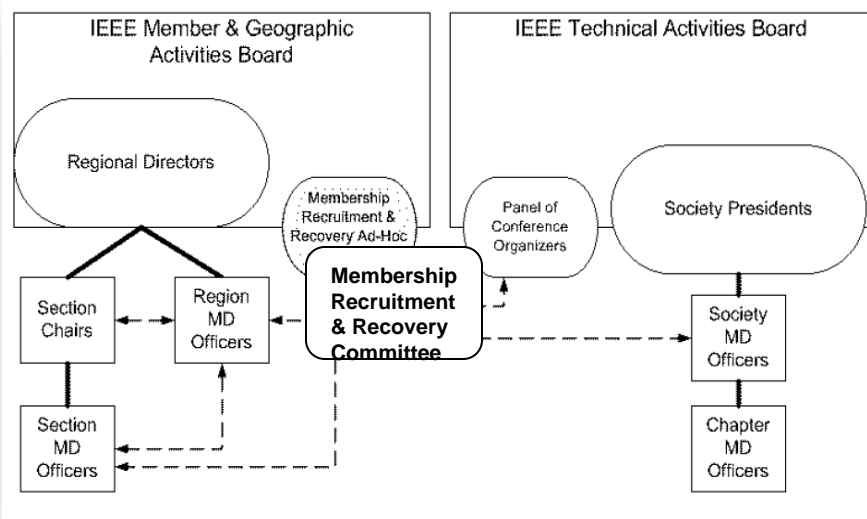 IEEE Member & Geographic
Activities Board
IEEE Technical Activities Board
Regional Directors
Membership
Recruitment &
Recovery Ad-Hoc
Panel of
Conference
Organizers
Society Presidents
Membership
Recruitment
& Recovery
Committee
Section
Chairs
Region
MD
Officers
Society
MD
Officers
Section
MD
Officers
Chapter
MD
Officers